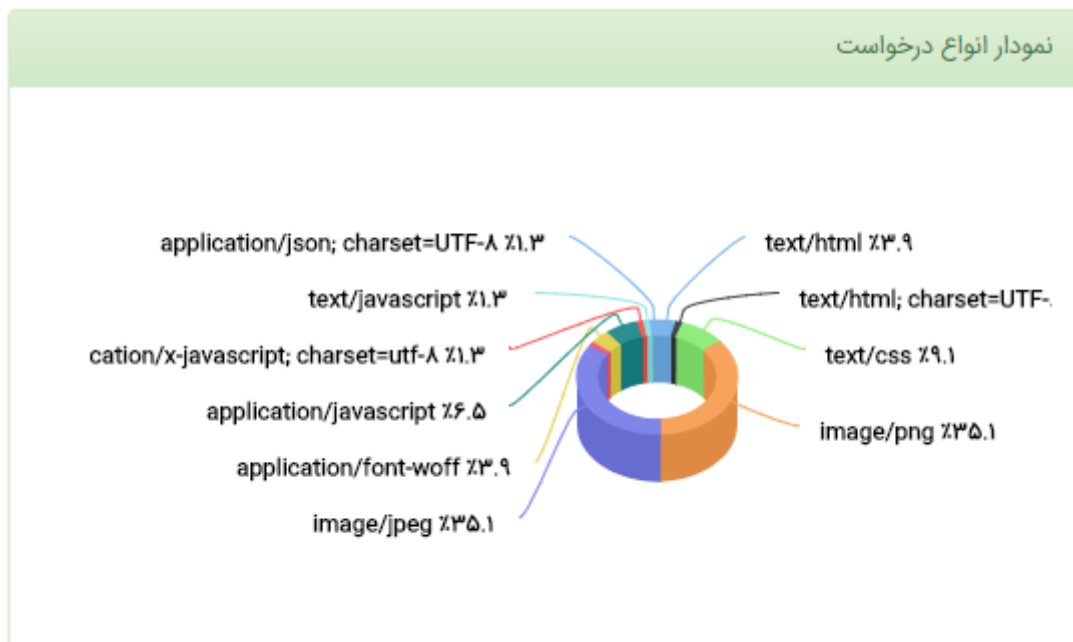 نمودار انواع درخواست
application/json; charset=UTF-۸ ٪۱.۳
text/html ٪۳.۹
text/javascript ٪۱.۳
text/html; charset=UTF-
cation/x-javascript; charset=utf-۸ ٪۱.۳
text/css ٪۹.۱
application/javascript ٪۶.۵
image/png ٪۳۵.۱
application/font-woff ٪۳.۹
image/jpeg ٪۳۵.۱